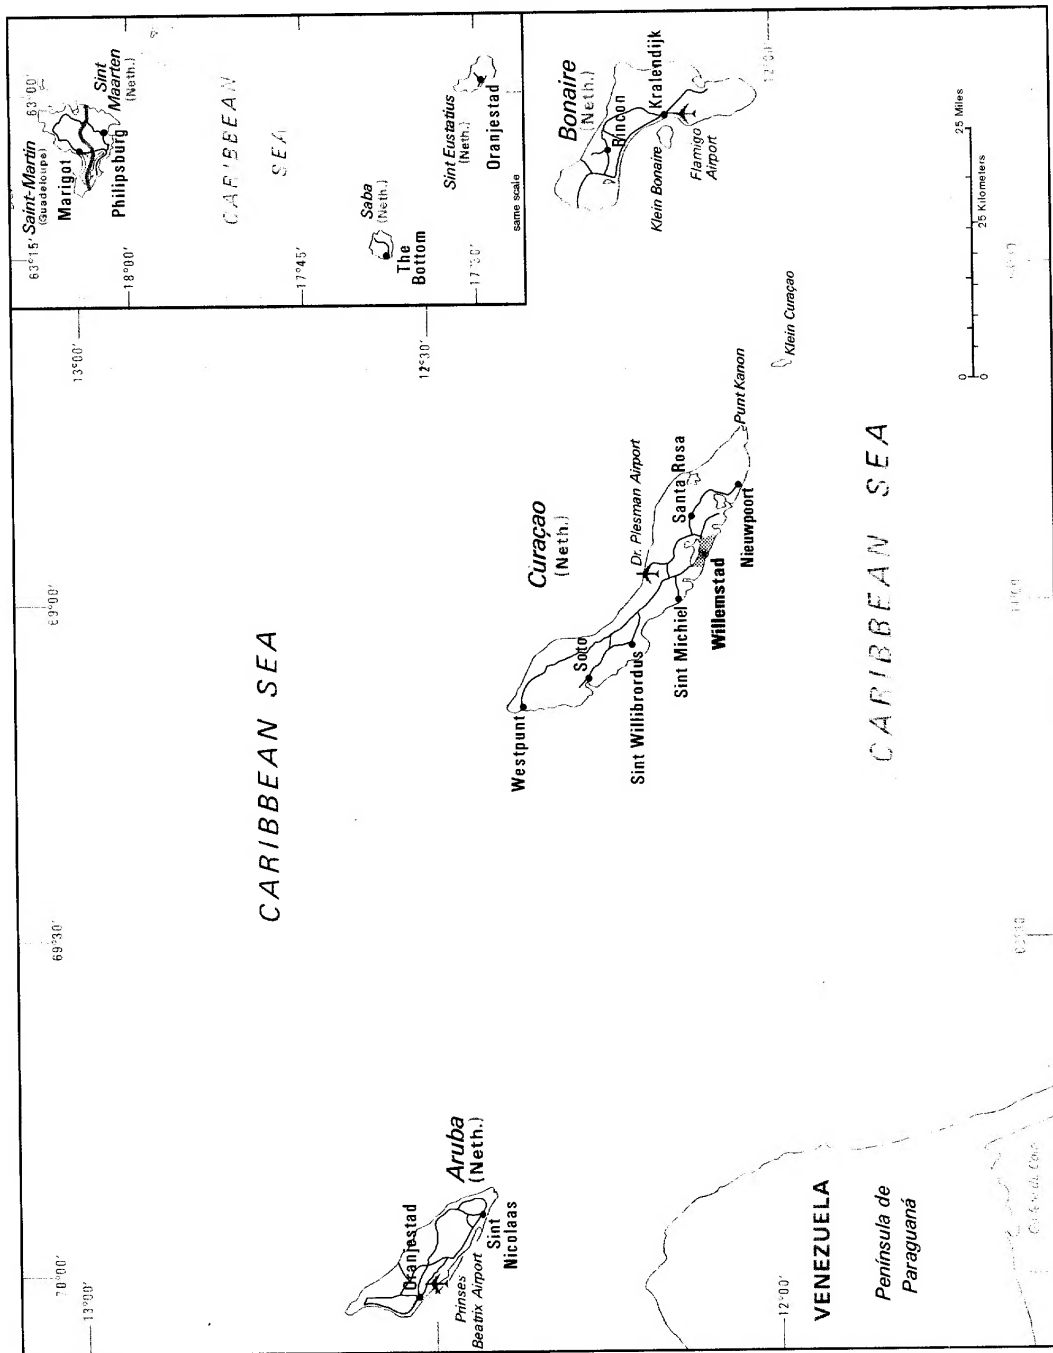 70°00'
69°30'
69°00'
63°15'
63°00'
13°00'
13°00'
Saint-Martin
(Guadeloupe)
Marigot
Sint
Maarten
(Neth.)
Philipsburg
18°00'
CARIBBEAN
SEA
17°45'
Saba
(Neth.)
The
Bottom
Sint Eustatius
(Neth.)
Oranjestad
17°30'
same scale
CARIBBEAN SEA
Oranjestad
Aruba
(Neth.)
Prinses
Beatrix Airport
Sint
Nicolaas
12°30'
Westpunt
Curaçao
(Neth.)
Soto
Dr. Plesman Airport
Sint Willibrordus
Santa Rosa
Sint Michiel
Willemstad
Nieuwpoort
Punt Kanon
Klein Curaçao
Bonaire
(Neth.)
Rincon
Kralendijk
Klein Bonaire
Flamigo
Airport
12°00'
12°00'
VENEZUELA
Península de
Paraguaná
CARIBBEAN SEA
0
25 Miles
0
25 Kilometers